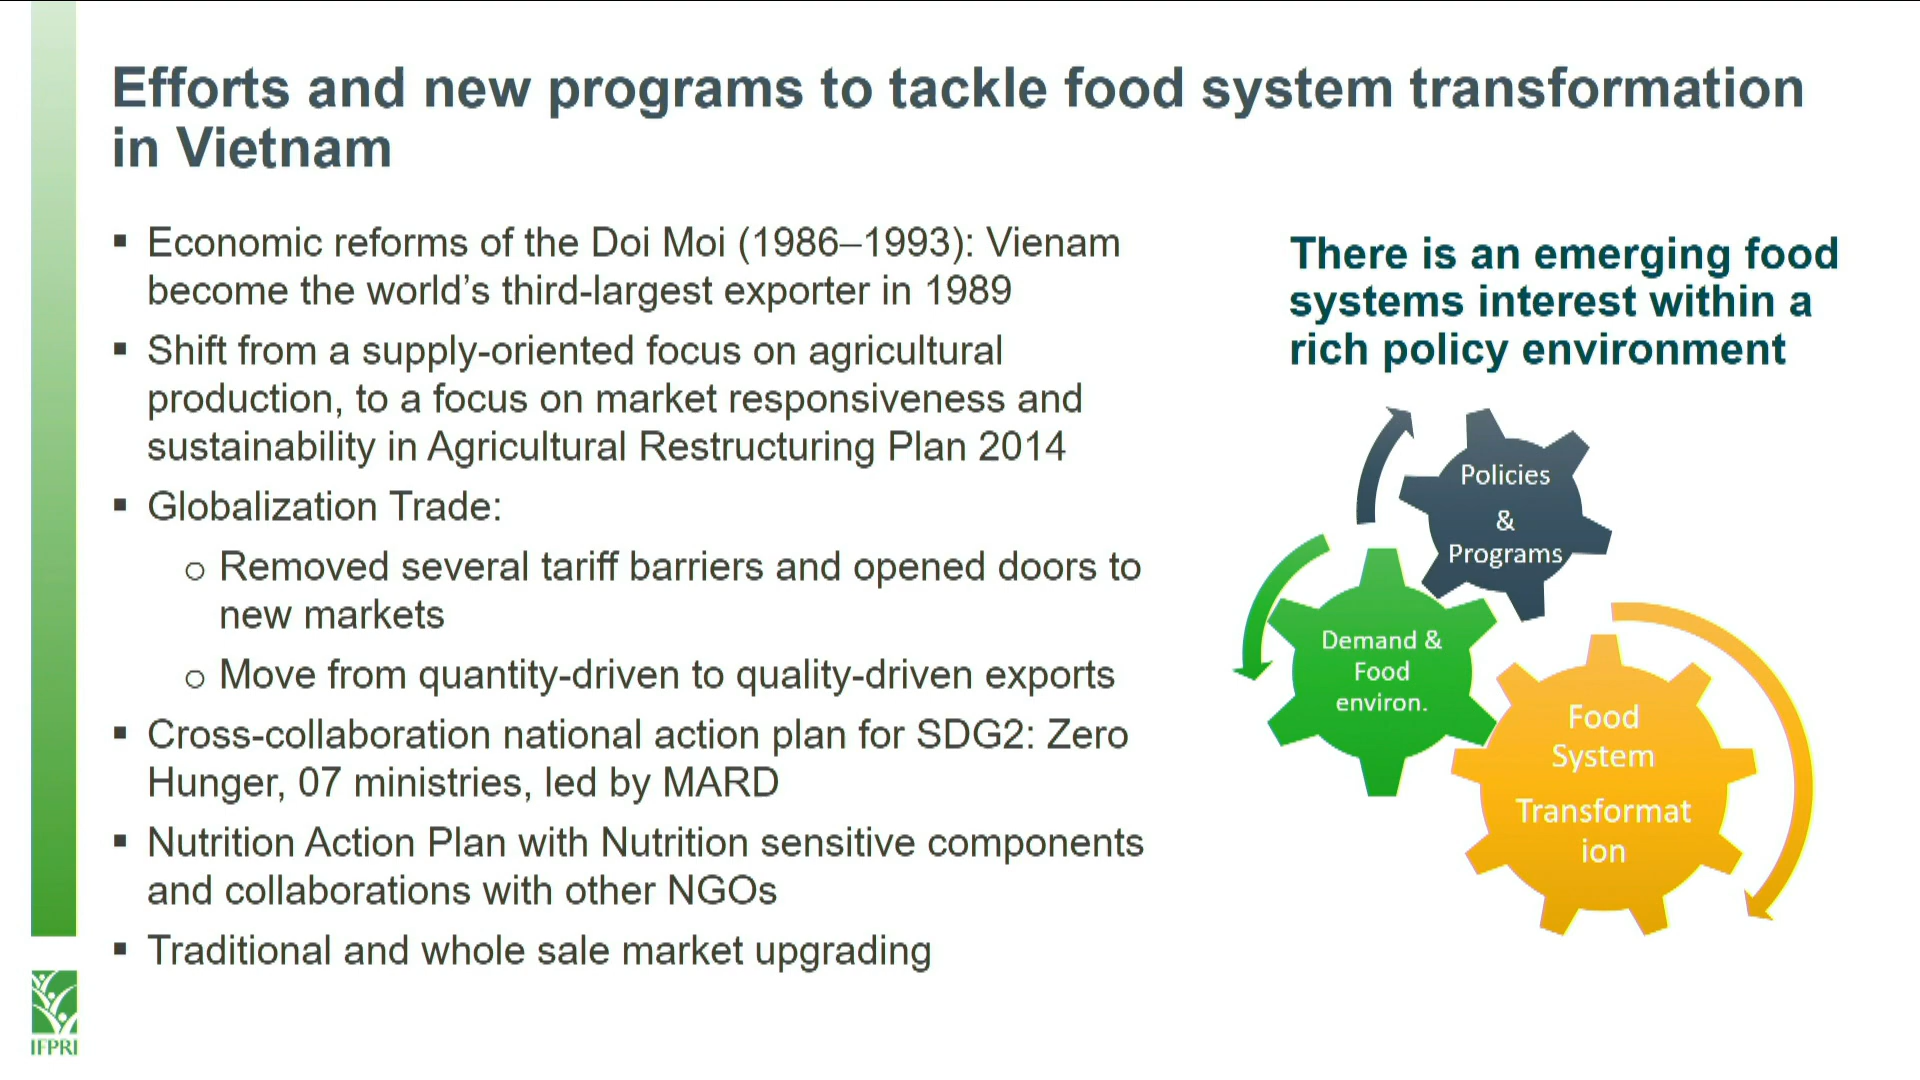 Efforts and new programs to tackle food system transformation
in Vietnam
▪ Economic reforms of the Doi Moi (1986–1993): Vienam
become the world’s third-largest exporter in 1989
▪ Shift from a supply-oriented focus on agricultural
production, to a focus on market responsiveness and
sustainability in Agricultural Restructuring Plan 2014
▪ Globalization Trade:
o Removed several tariff barriers and opened doors to
new markets
o Move from quantity-driven to quality-driven exports
▪ Cross-collaboration national action plan for SDG2: Zero
Hunger, 07 ministries, led by MARD
▪ Nutrition Action Plan with Nutrition sensitive components
and collaborations with other NGOs
▪ Traditional and whole sale market upgrading
There is an emerging food
systems interest within a
rich policy environment
Policies
&
Programs
Demand &
Food
environ.
Food
System
Transformat
ion
IFPRI